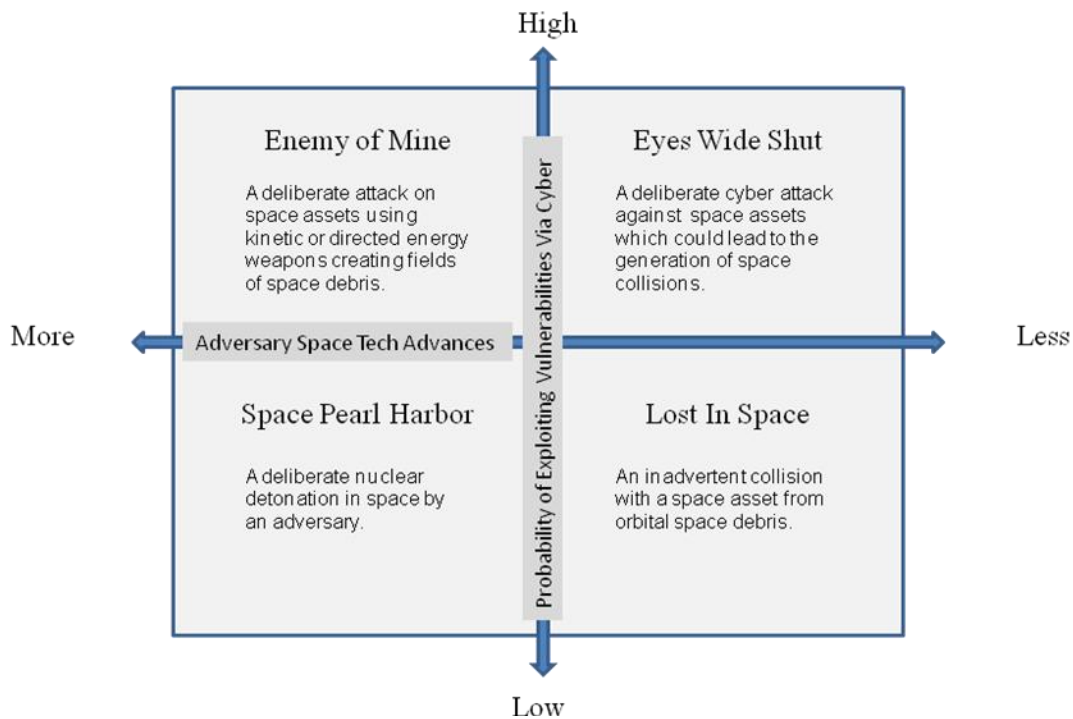 High
Enemy of Mine
A deliberate attack on
space assets using
kinetic or directed energy
weapons creating fields
of space debris.
Eyes Wide Shut
A deliberate cyber attack
against space assets
which could lead to the
generation of space
collisions.
Probability of Exploiting Vulnerabilities Via Cyber
More
Adversary Space Tech Advances
Less
Space Pearl Harbor
A deliberate nuclear
detonation in space by
an adversary.
Lost In Space
An inadvertent collision
with a space asset from
orbital space debris.
Low